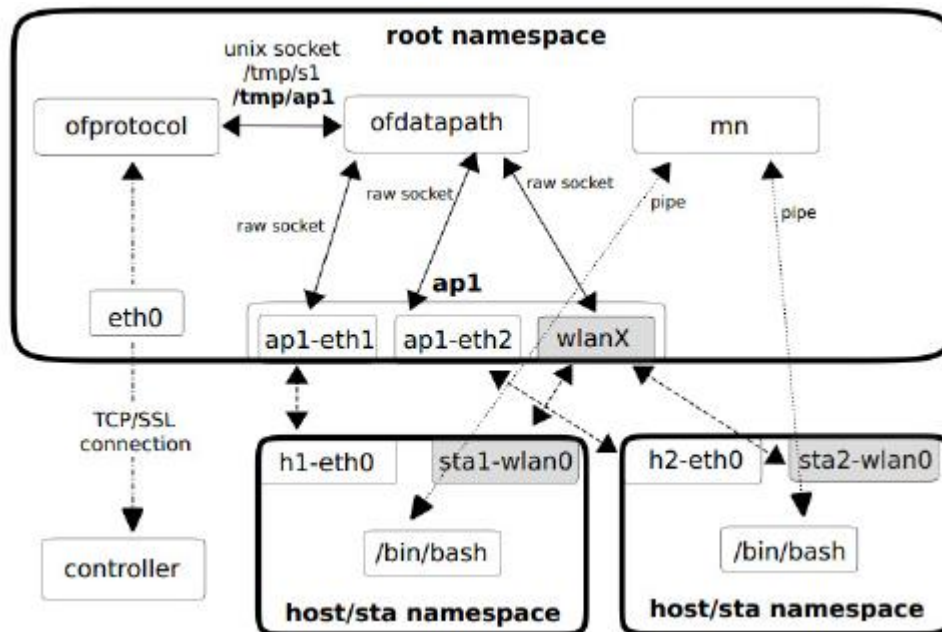 root namespace
unix socket
/tmp/s1
/tmp/ap1
ofprotocol
ofdatapath
mn
raw socket
raw socket
raw socket
pipe
pipe
ap1
eth0
ap1-eth1
ap1-eth2
wlanX
TCP/SSL
connection
h1-eth0
sta1-wlan0
h2-eth0
sta2-wlan0
controller
/bin/bash
/bin/bash
host/sta namespace
host/sta namespace